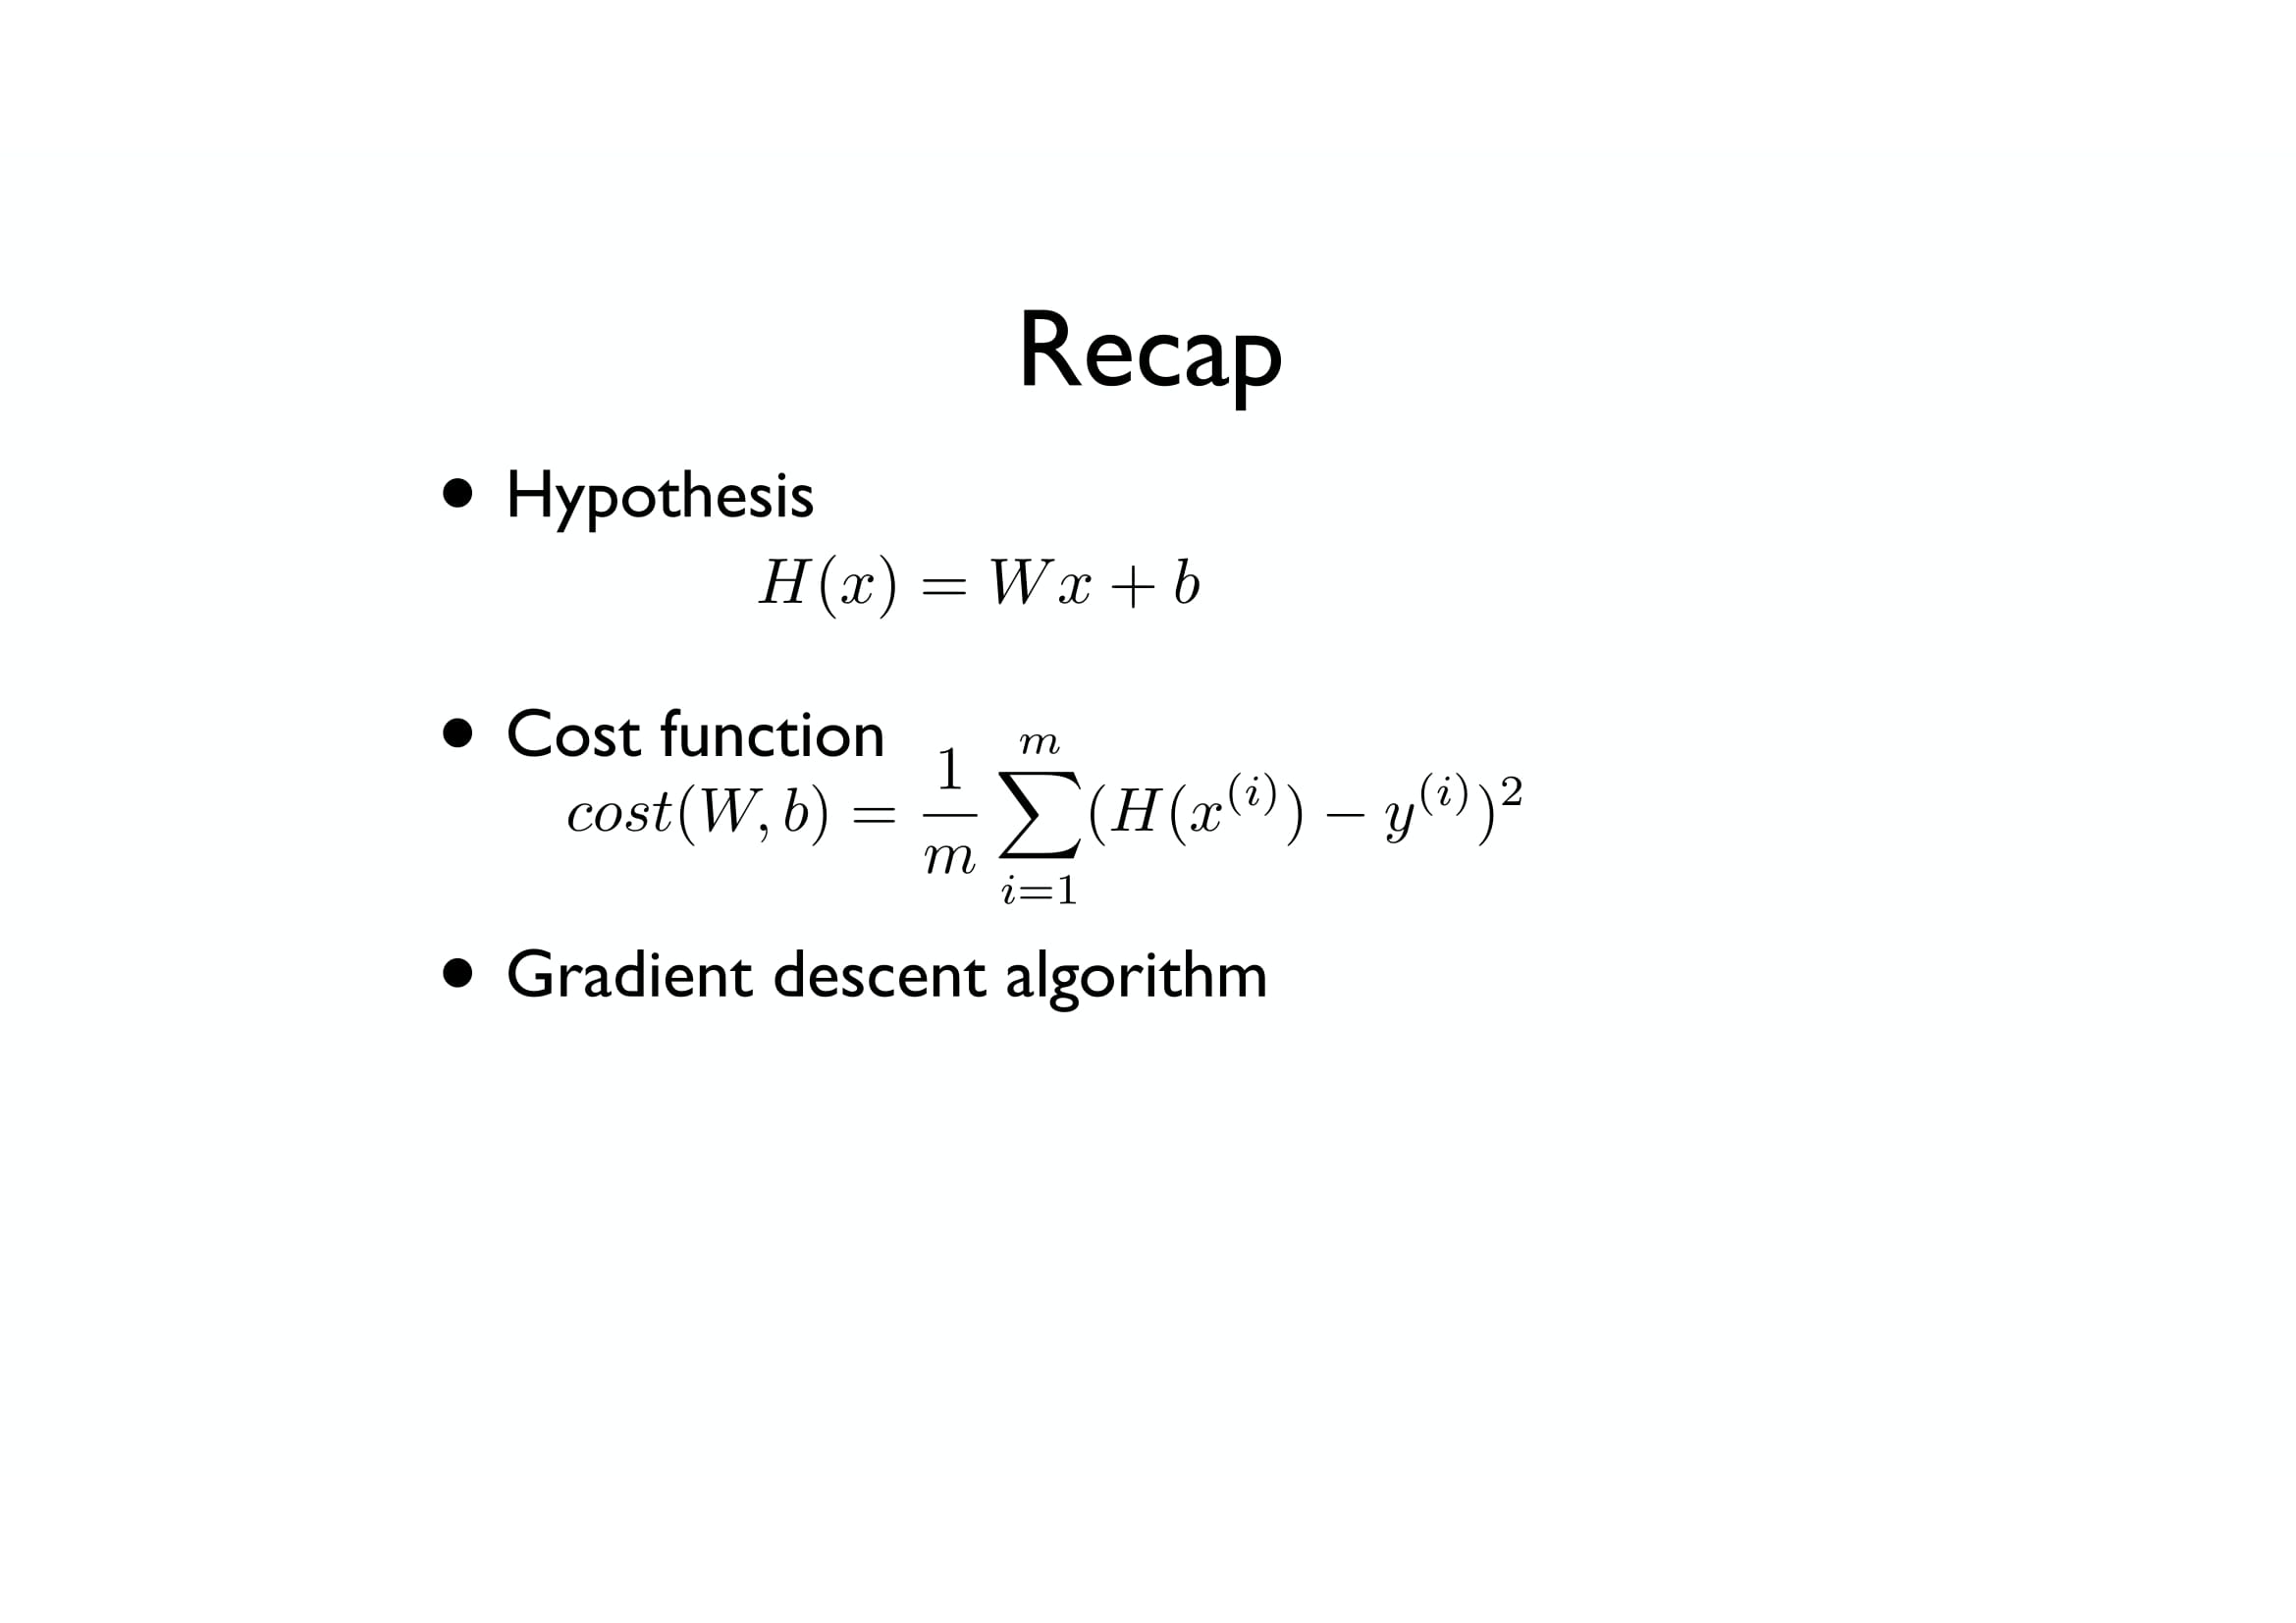 Recap
• Hypothesis
H(x) = Wx + b
• Cost function
cost(W, b) = \frac{1}{m} \sum_{i=1}^{m} (H(x^{(i)}) - y^{(i)})^2
• Gradient descent algorithm